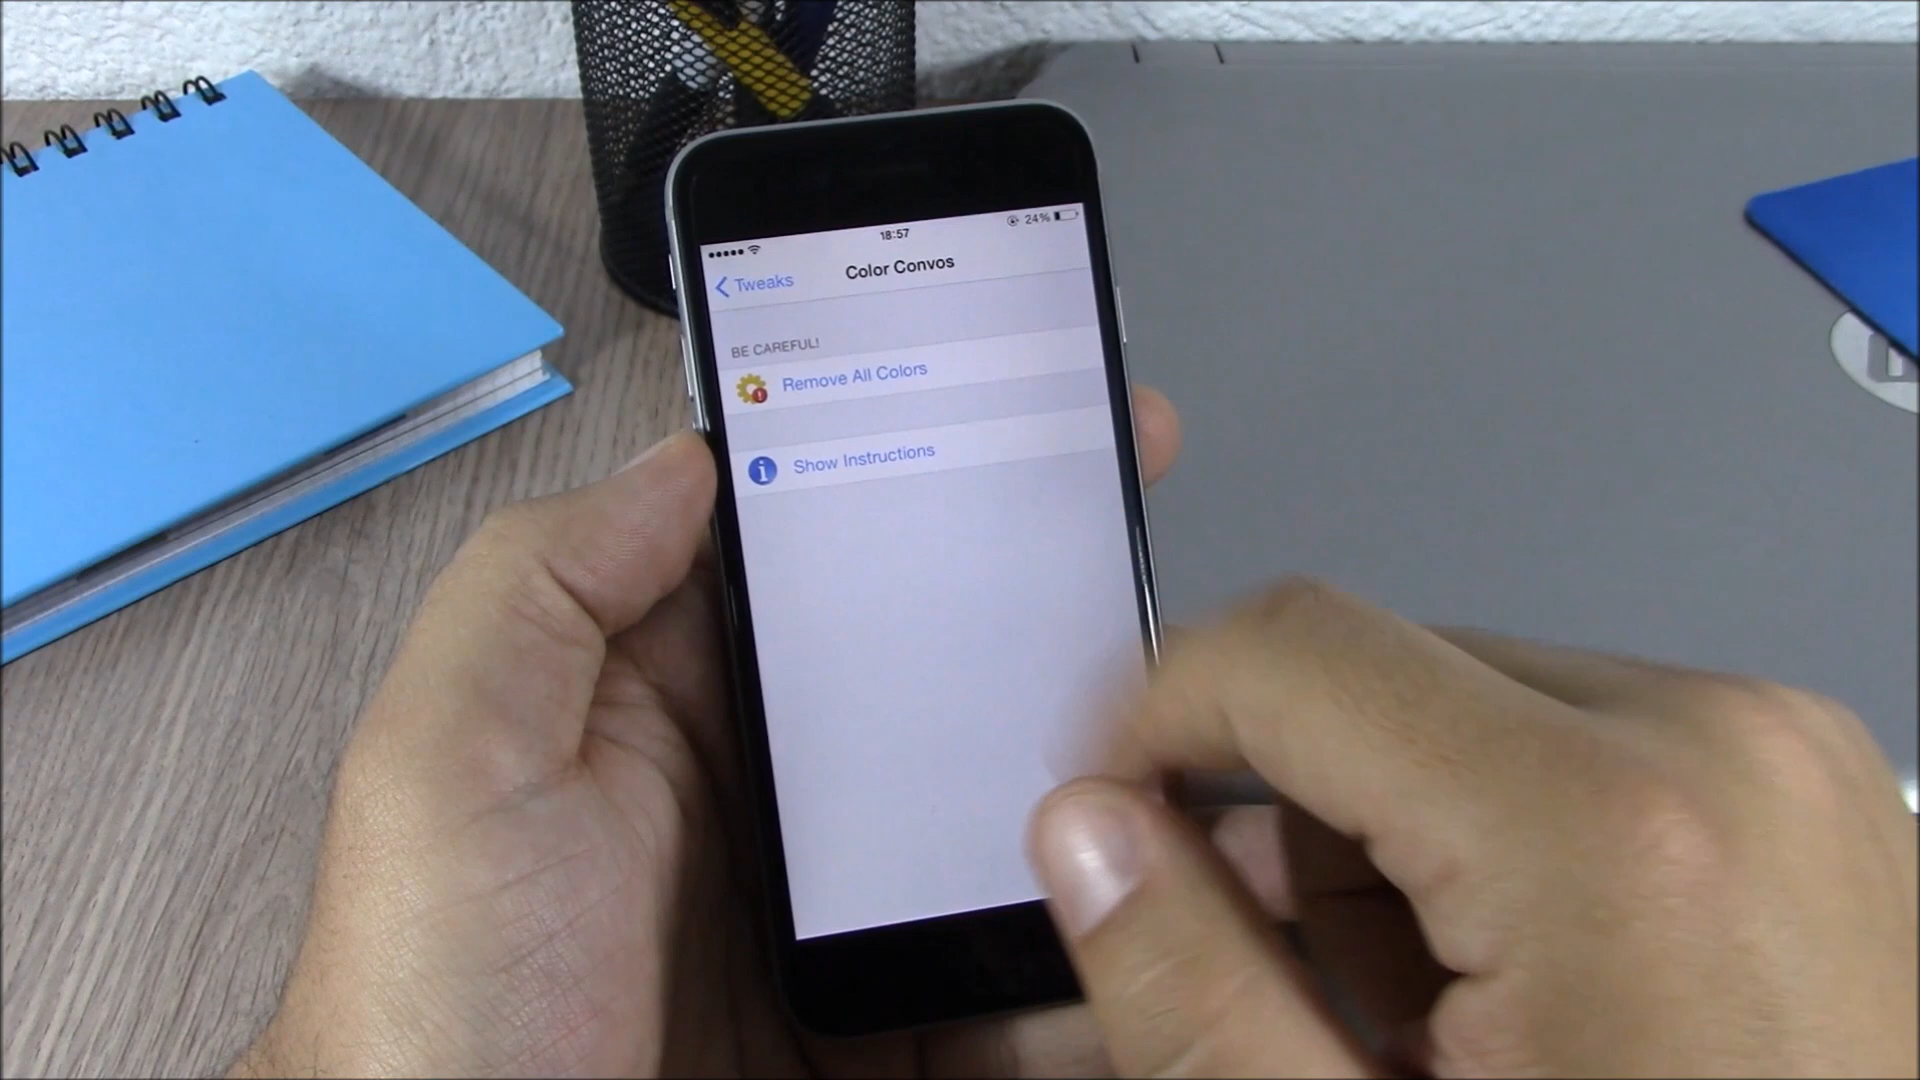 18:57
24%
Tweaks
Color Convos
BE CAREFUL!
Remove All Colors
Show Instructions